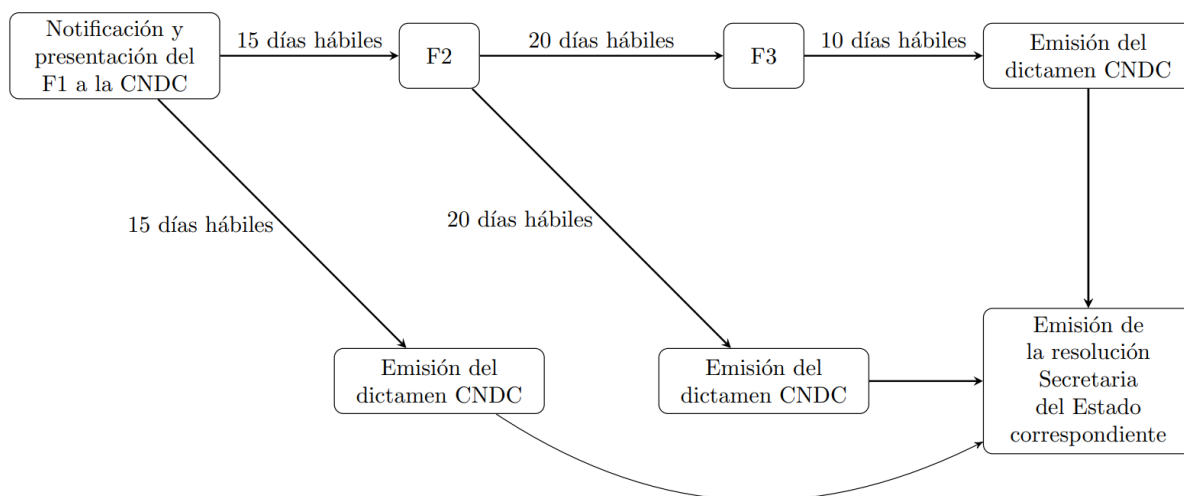 Notificación y
presentación del
F1 a la CNDC
15 días hábiles
F2
20 días hábiles
F3
10 días hábiles
Emisión del
dictamen CNDC
15 días hábiles
20 días hábiles
Emisión del
dictamen CNDC
Emisión del
dictamen CNDC
Emisión de
la resolución
Secretaria
del Estado
correspondiente